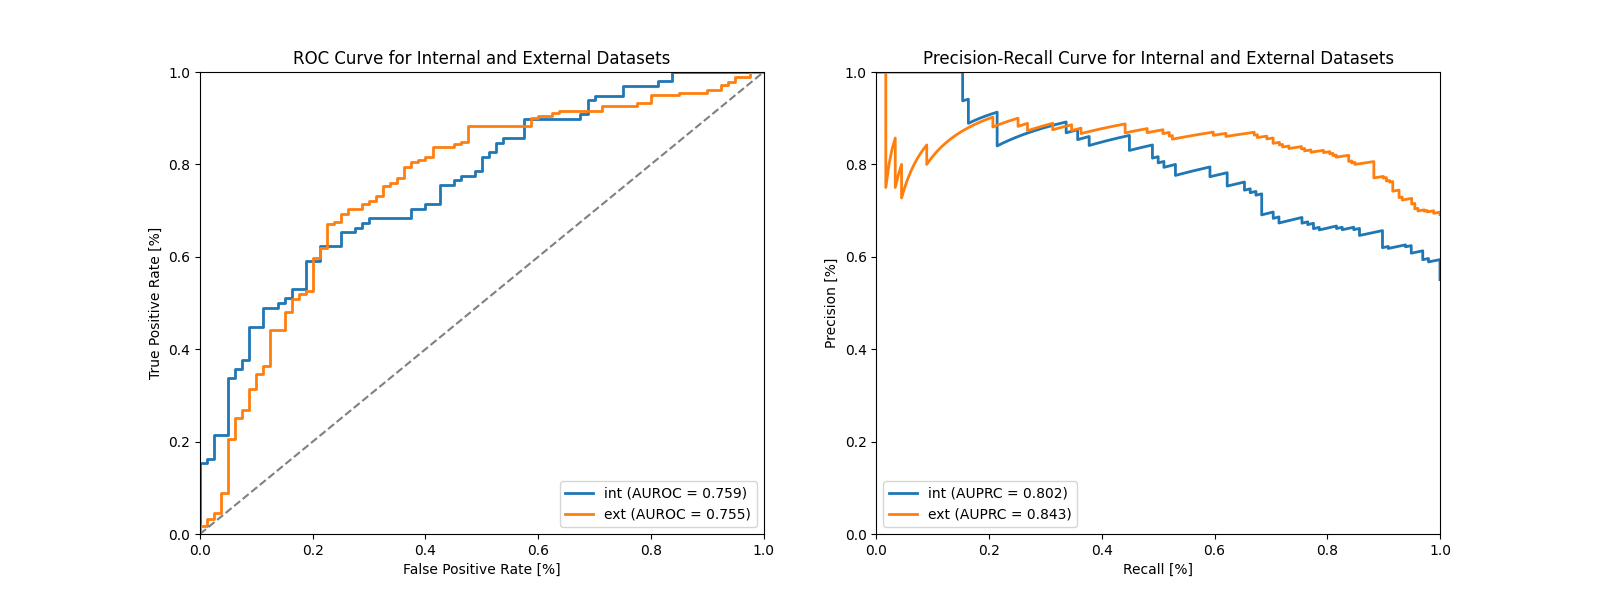 ROC Curve for Internal and External Datasets
1.0
0.8
0.6
0.4
0.2
0.0
True Positive Rate [%]
int (AUROC = 0.759)
ext (AUROC = 0.755)
0.0 0.2 0.4 0.6 0.8 1.0
False Positive Rate [%]
Precision-Recall Curve for Internal and External Datasets
1.0
0.8
0.6
0.4
0.2
0.0
Precision [%]
int (AUPRC = 0.802)
ext (AUPRC = 0.843)
0.0 0.2 0.4 0.6 0.8 1.0
Recall [%]